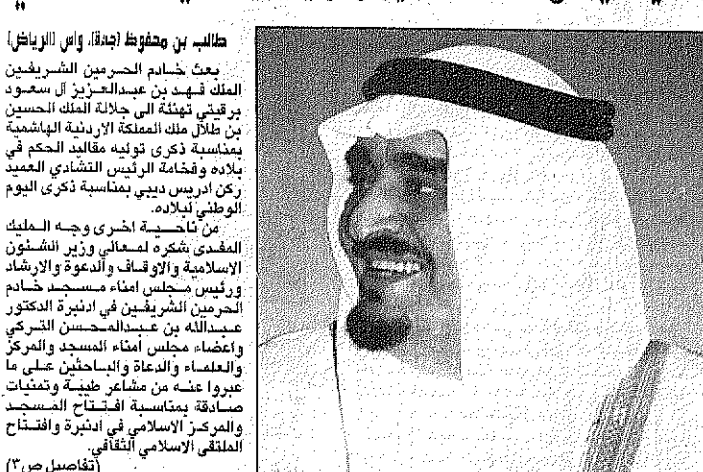 طالب بن محفوظ (جدة)، واس (الرياض)
بعث خادم الحرمين الشريفين
الملك فهد بن عبدالعزيز آل سعود
برقيتي تهنئة الى جلالة الملك الحسين
بن طلال ملك المملكة الاردنية الهاشمية
بمناسبة ذكرى توليه مقاليد الحكم في
بلاده وفخامة الرئيس التشادي العميد
ركن ادريس ديبي بمناسبة ذكرى اليوم
الوطني لبلاده.
من ناحية اخرى وجه المليك
المفدى شكره لمعالي وزير الشئون
الاسلامية والاوقاف والدعوة والارشاد
ورئيس مجلس امناء مسجد خادم
الحرمين الشريفين في ادنبرة الدكتور
عبدالله بن عبدالمحسن التركي
واعضاء مجلس امناء المسجد والمركز
والعلماء والدعاة والباحثين على ما
عبروا عنه من مشاعر طيبة وتمنيات
صادقة بمناسبة افتتاح المسجد
والمركز الاسلامي في ادنبرة وافتتاح
الملتقى الاسلامي الثقافي.
(تفاصيل ص٣)